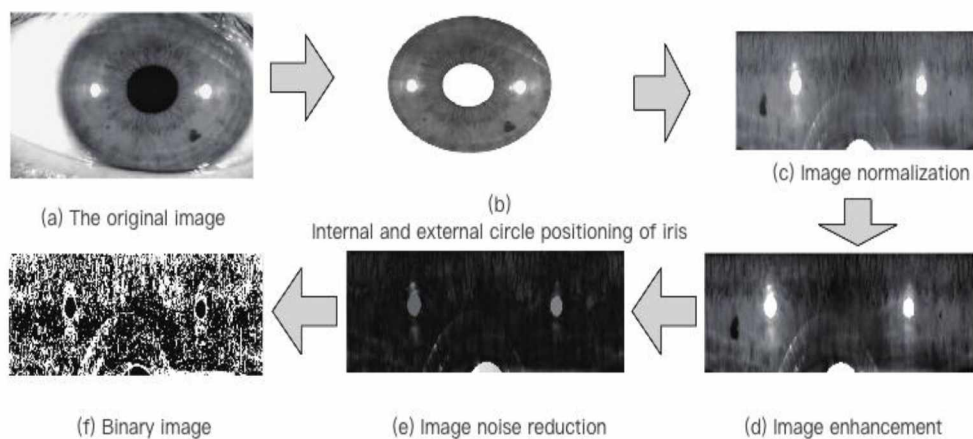 (a) The original image
(b)
Internal and external circle positioning of iris
(c) Image normalization
(d) Image enhancement
(e) Image noise reduction
(f) Binary image